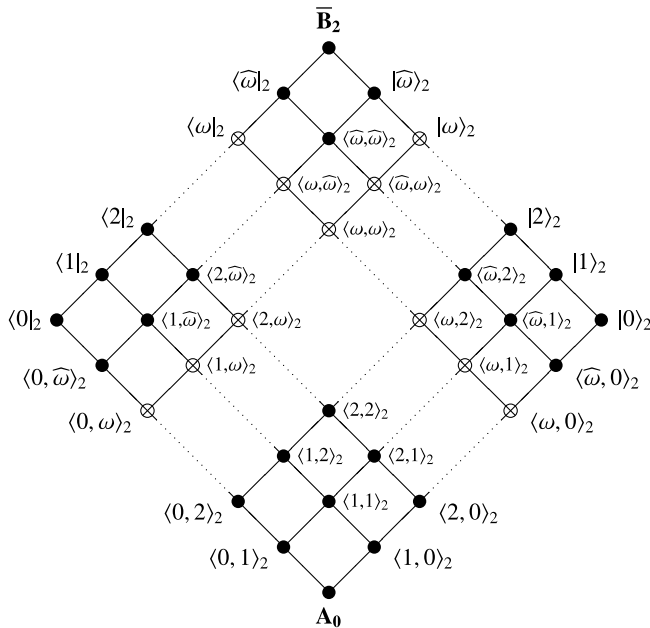 B̅₂
⟨ω̂|₂ |ω̂⟩₂
⟨ω|₂ ⟨ω̂,ω̂⟩₂ |ω⟩₂
⟨ω,ω̂⟩₂ ⟨ω̂,ω⟩₂
⟨2|₂ ⟨ω,ω⟩₂ |2⟩₂
⟨1|₂ ⟨2,ω̂⟩₂ ⟨ω̂,2⟩₂ |1⟩₂
⟨0|₂ ⟨1,ω̂⟩₂ ⟨2,ω⟩₂ ⟨ω,2⟩₂ ⟨ω̂,1⟩₂ |0⟩₂
⟨0, ω̂⟩₂ ⟨1,ω⟩₂ ⟨ω,1⟩₂ ⟨ω̂, 0⟩₂
⟨0, ω⟩₂ ⟨2,2⟩₂ ⟨ω, 0⟩₂
⟨1,2⟩₂ ⟨2,1⟩₂
⟨0, 2⟩₂ ⟨1,1⟩₂ ⟨2, 0⟩₂
⟨0, 1⟩₂ ⟨1, 0⟩₂
A₀